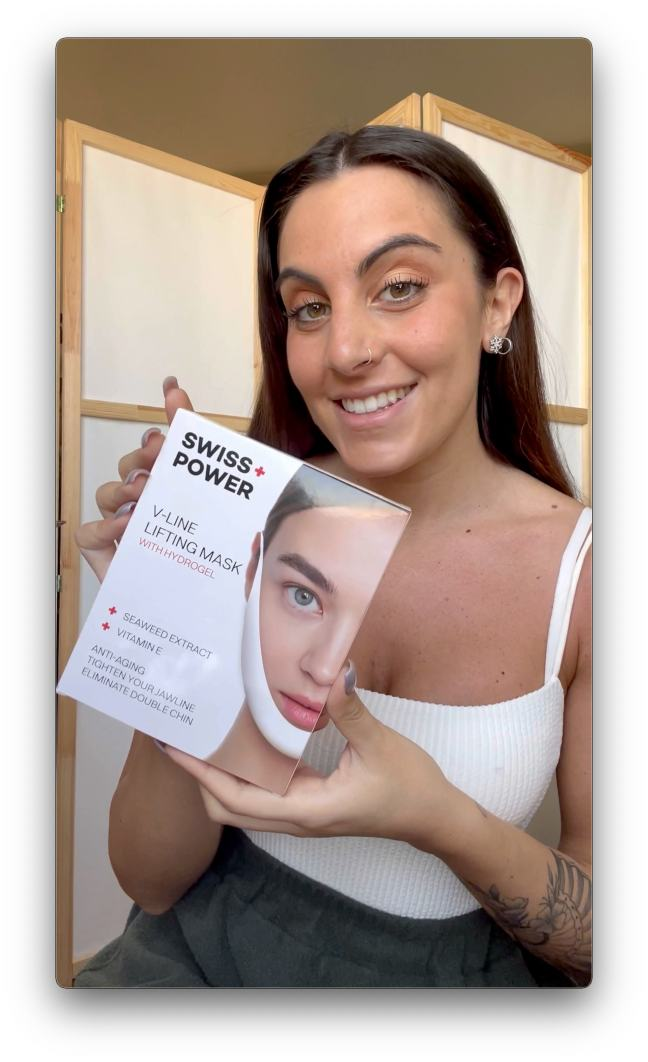 SWISS+
POWER
V-LINE
LIFTING MASK
WITH HYDROGEL
SEAWEED EXTRACT
VITAMIN E
ANTI-AGING
TIGHTEN YOUR JAWLINE
ELIMINATE DOUBLE CHIN